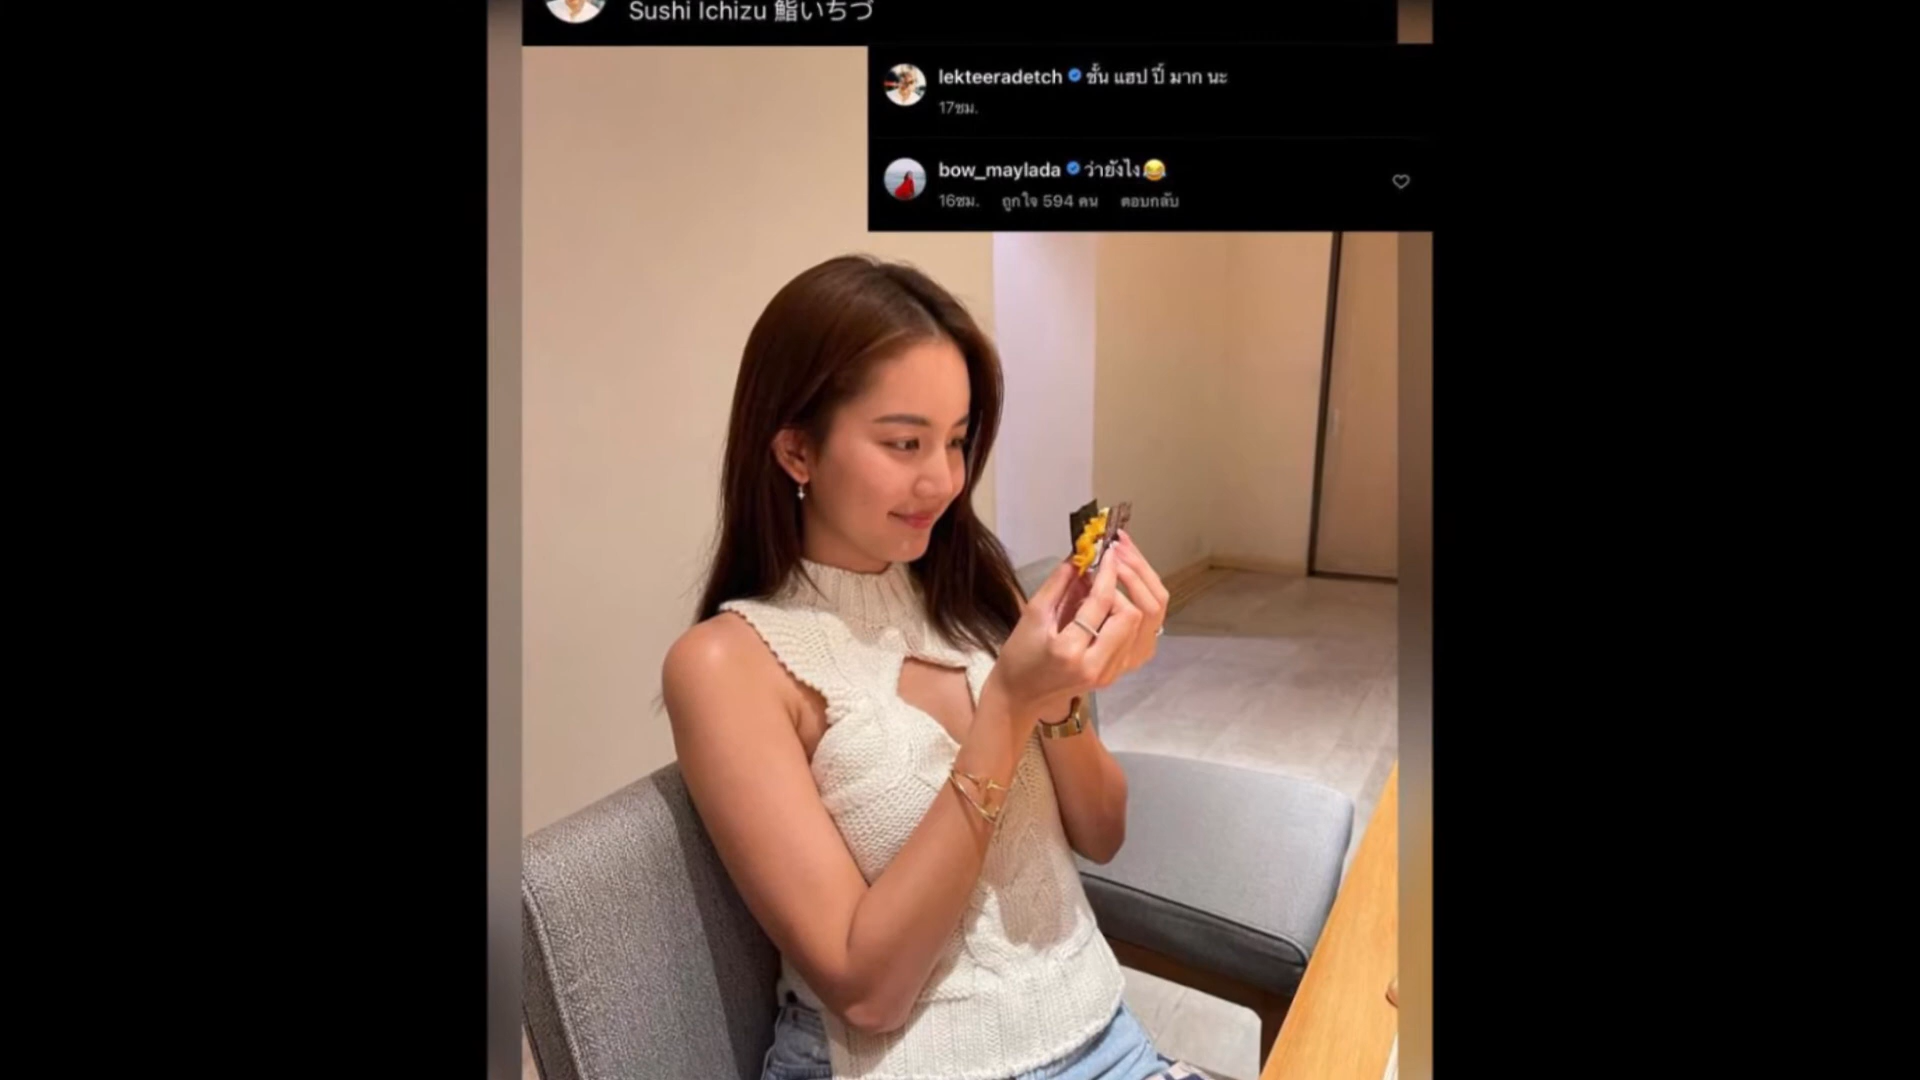 Sushi Ichizu 鮨いちづ
lekteeradetch ชั้น แฮป ปี้ มาก นะ
17ชม.
bow_maylada ว่ายังไง😂
16ชม. ถูกใจ 594 คน ตอบกลับ